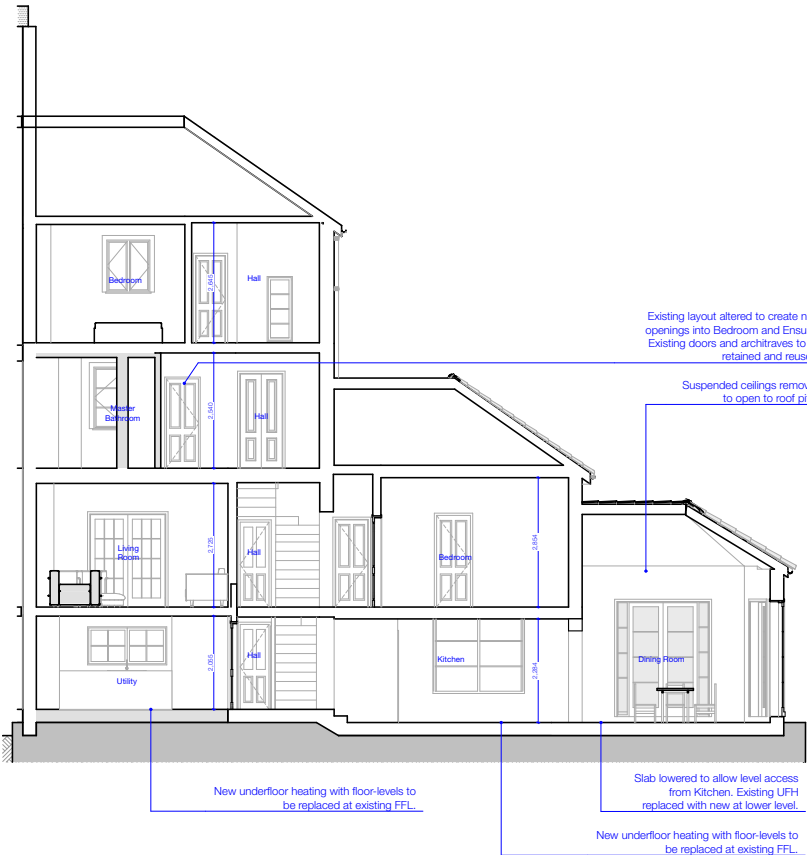 Bedroom
2,645
Hall
Existing layout altered to create n
openings into Bedroom and Ensu
Existing doors and architraves to
retained and reuse
Suspended ceilings remov
to open to roof pi
Master
Bathroom
2,540
Hall
Living
Room
2,725
Hall
Bedroom
2,854
Utility
2,055
Hall
Kitchen
2,284
Dining Room
New underfloor heating with floor-levels to
be replaced at existing FFL.
Slab lowered to allow level access
from Kitchen. Existing UFH
replaced with new at lower level.
New underfloor heating with floor-levels to
be replaced at existing FFL.